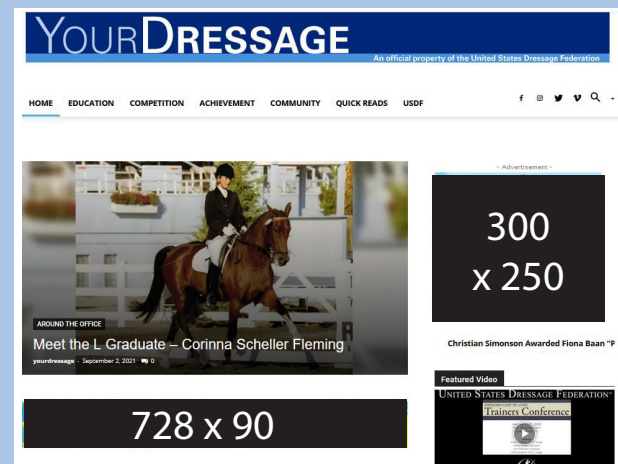 YOURDRESSAGE
An official property of the United States Dressage Federation
HOME EDUCATION COMPETITION ACHIEVEMENT COMMUNITY QUICK READS USDF
- Advertisement -
300
x 250
AROUND THE OFFICE
Meet the L Graduate – Corinna Scheller Fleming
yourdressage - September 2, 2021 0
Christian Simonson Awarded Fiona Baan "P
Featured Video
UNITED STATES DRESSAGE FEDERATION™
Trainers Conference
728 x 90